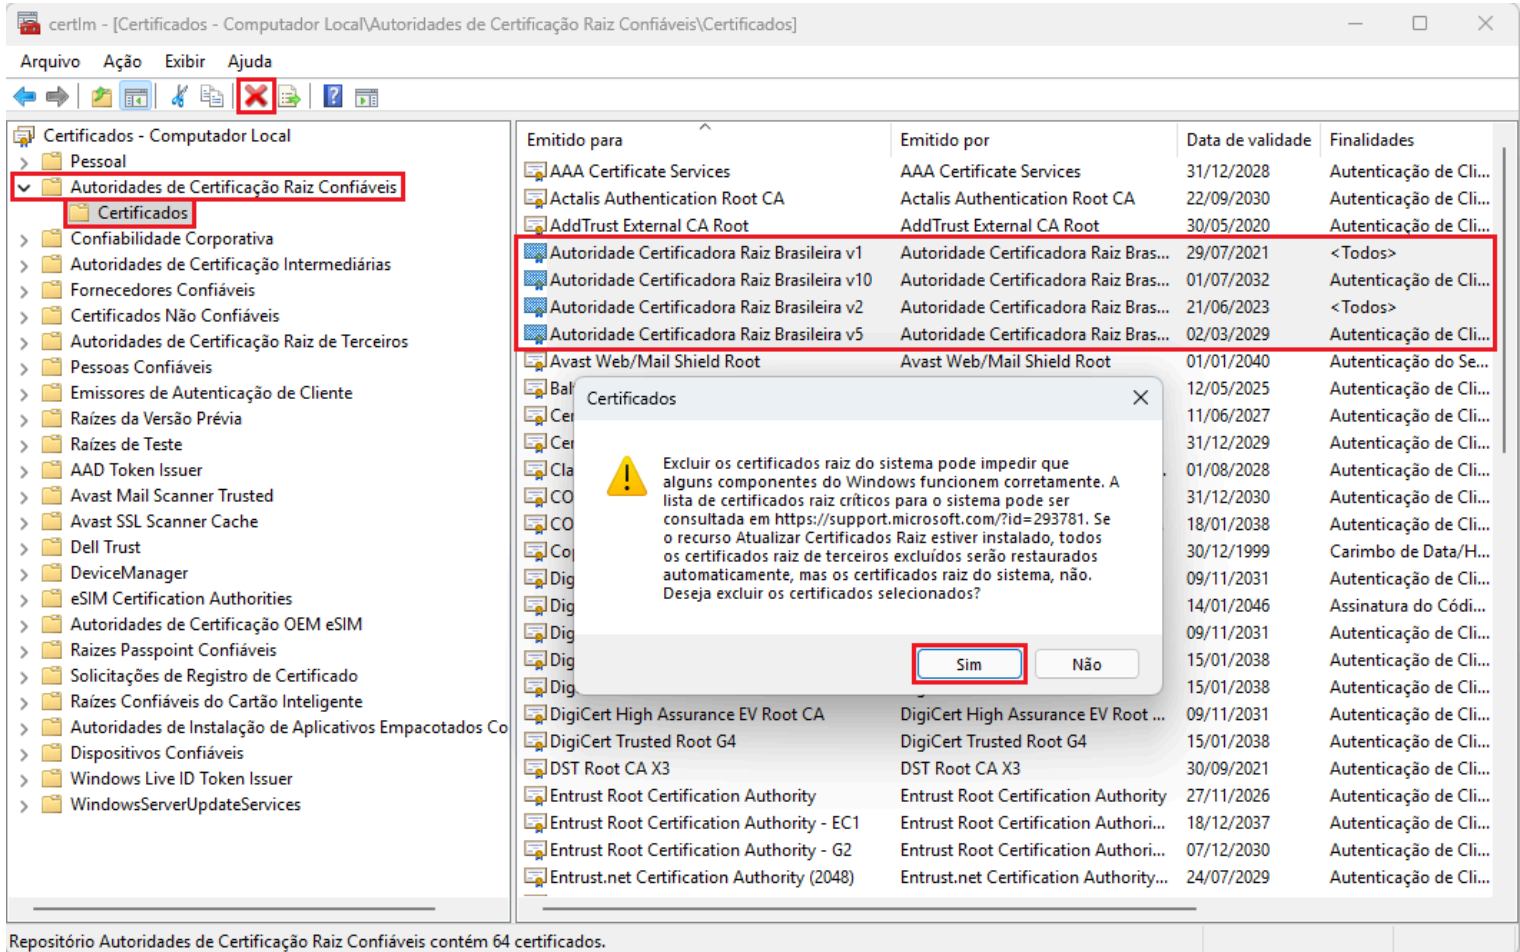 certlm - [Certificados - Computador Local\Autoridades de Certificação Raiz Confiáveis\Certificados]
Arquivo Ação Exibir Ajuda
Certificados - Computador Local
Pessoal
Autoridades de Certificação Raiz Confiáveis
Certificados
Confiabilidade Corporativa
Autoridades de Certificação Intermediárias
Fornecedores Confiáveis
Certificados Não Confiáveis
Autoridades de Certificação Raiz de Terceiros
Pessoas Confiáveis
Emissores de Autenticação de Cliente
Raízes da Versão Prévia
Raízes de Teste
AAD Token Issuer
Avast Mail Scanner Trusted
Avast SSL Scanner Cache
Dell Trust
DeviceManager
eSIM Certification Authorities
Autoridades de Certificação OEM eSIM
Raizes Passpoint Confiáveis
Solicitações de Registro de Certificado
Raízes Confiáveis do Cartão Inteligente
Autoridades de Instalação de Aplicativos Empacotados Co
Dispositivos Confiáveis
Windows Live ID Token Issuer
WindowsServerUpdateServices
Emitido para Emitido por Data de validade Finalidades
AAA Certificate Services AAA Certificate Services 31/12/2028 Autenticação de Cli...
Actalis Authentication Root CA Actalis Authentication Root CA 22/09/2030 Autenticação de Cli...
AddTrust External CA Root AddTrust External CA Root 30/05/2020 Autenticação de Cli...
Autoridade Certificadora Raiz Brasileira v1 Autoridade Certificadora Raiz Bras... 29/07/2021 <Todos>
Autoridade Certificadora Raiz Brasileira v10 Autoridade Certificadora Raiz Bras... 01/07/2032 Autenticação de Cli...
Autoridade Certificadora Raiz Brasileira v2 Autoridade Certificadora Raiz Bras... 21/06/2023 <Todos>
Autoridade Certificadora Raiz Brasileira v5 Autoridade Certificadora Raiz Bras... 02/03/2029 Autenticação de Cli...
Avast Web/Mail Shield Root Avast Web/Mail Shield Root 01/01/2040 Autenticação do Se...
12/05/2025 Autenticação de Cli...
11/06/2027 Autenticação de Cli...
31/12/2029 Autenticação de Cli...
01/08/2028 Autenticação de Cli...
31/12/2030 Autenticação de Cli...
18/01/2038 Autenticação de Cli...
30/12/1999 Carimbo de Data/H...
09/11/2031 Autenticação de Cli...
14/01/2046 Assinatura do Códi...
09/11/2031 Autenticação de Cli...
15/01/2038 Autenticação de Cli...
15/01/2038 Autenticação de Cli...
DigiCert High Assurance EV Root CA DigiCert High Assurance EV Root ... 09/11/2031 Autenticação de Cli...
DigiCert Trusted Root G4 DigiCert Trusted Root G4 15/01/2038 Autenticação de Cli...
DST Root CA X3 DST Root CA X3 30/09/2021 Autenticação de Cli...
Entrust Root Certification Authority Entrust Root Certification Authority 27/11/2026 Autenticação de Cli...
Entrust Root Certification Authority - EC1 Entrust Root Certification Authori... 18/12/2037 Autenticação de Cli...
Entrust Root Certification Authority - G2 Entrust Root Certification Authori... 07/12/2030 Autenticação de Cli...
Entrust.net Certification Authority (2048) Entrust.net Certification Authority... 24/07/2029 Autenticação de Cli...
Certificados
Excluir os certificados raiz do sistema pode impedir que
alguns componentes do Windows funcionem corretamente. A
lista de certificados raiz críticos para o sistema pode ser
consultada em https://support.microsoft.com/?id=293781. Se
o recurso Atualizar Certificados Raiz estiver instalado, todos
os certificados raiz de terceiros excluídos serão restaurados
automaticamente, mas os certificados raiz do sistema, não.
Deseja excluir os certificados selecionados?
Sim Não
Repositório Autoridades de Certificação Raiz Confiáveis contém 64 certificados.